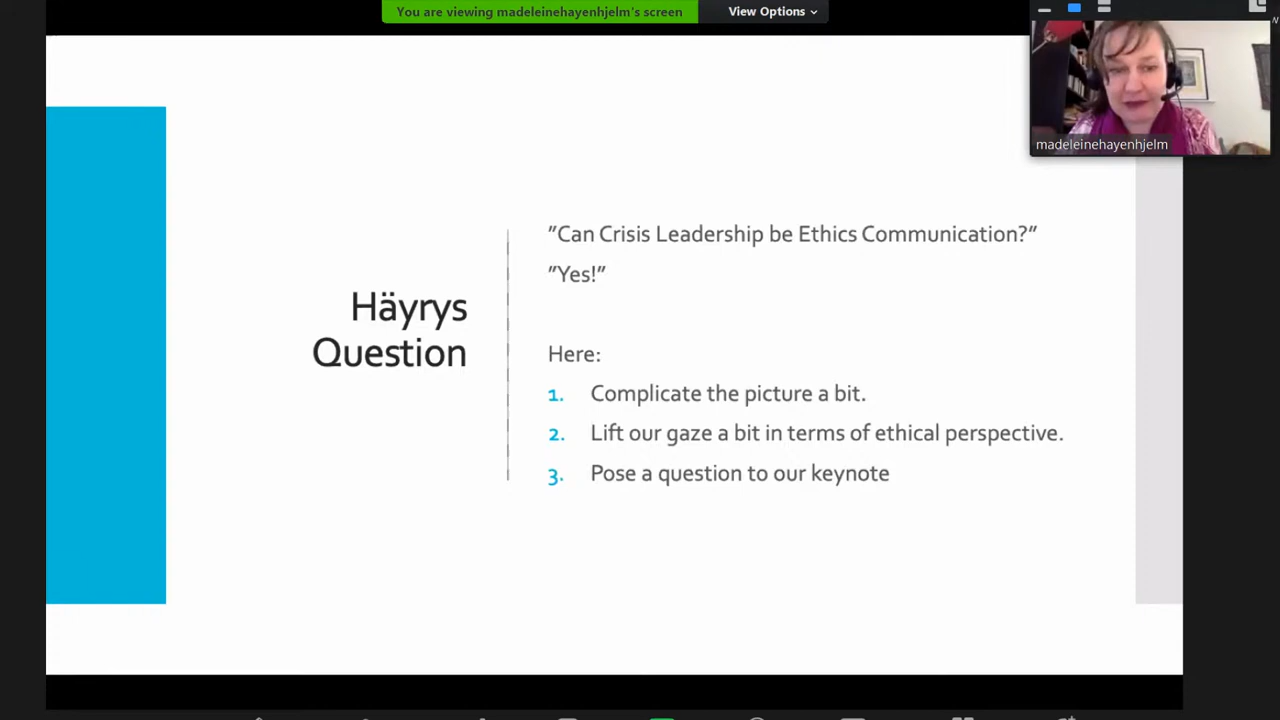 You are viewing madeleinehayenhjelm's screen
View Options
madeleinehayenhjelm
Häyrys
Question
”Can Crisis Leadership be Ethics Communication?”
”Yes!”
Here:
1. Complicate the picture a bit.
2. Lift our gaze a bit in terms of ethical perspective.
3. Pose a question to our keynote